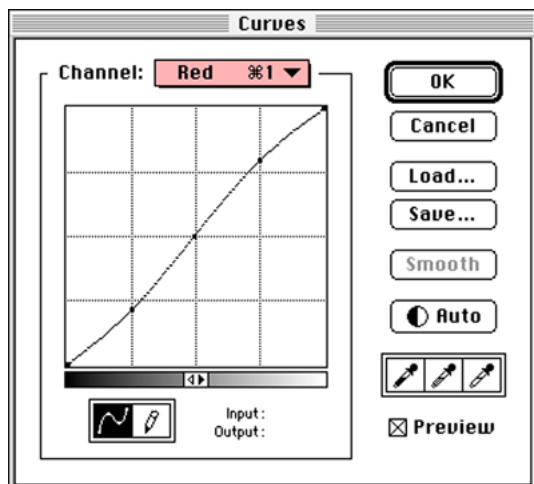 Curves
Channel: Red ⌘1
OK
Cancel
Load...
Save...
Smooth
Auto
Input:
Output:
Preview